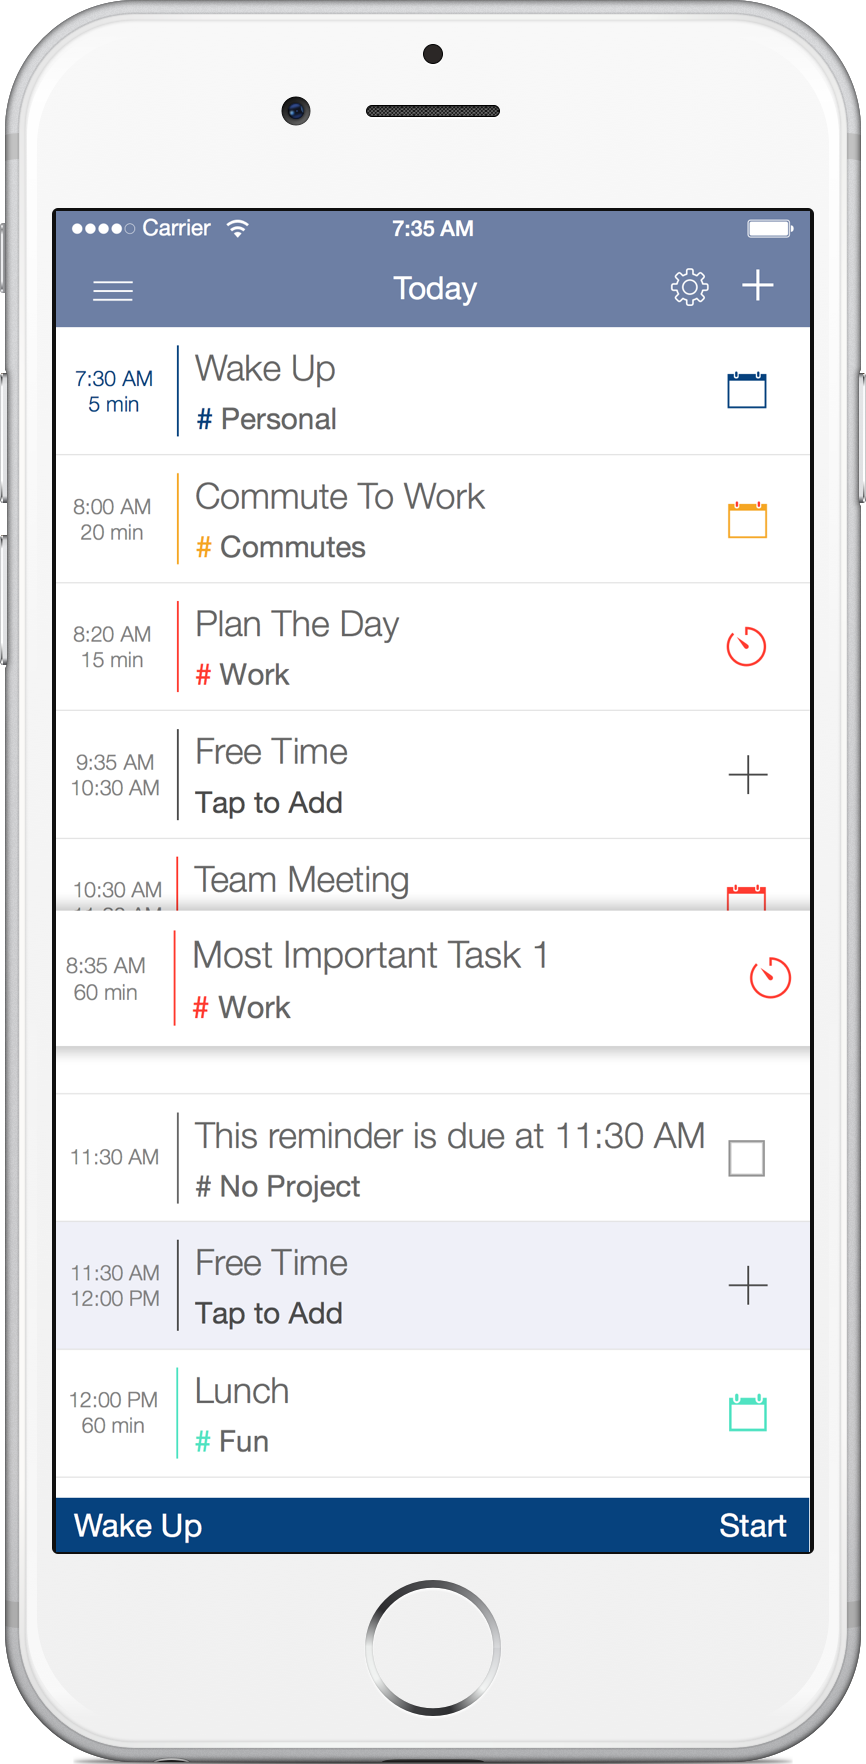 Carrier 7:35 AM
Today
7:30 AM
5 min
Wake Up
# Personal
8:00 AM
20 min
Commute To Work
# Commutes
8:20 AM
15 min
Plan The Day
# Work
9:35 AM
10:30 AM
Free Time
Tap to Add
10:30 AM
Team Meeting
8:35 AM
60 min
Most Important Task 1
# Work
11:30 AM
This reminder is due at 11:30 AM
# No Project
11:30 AM
12:00 PM
Free Time
Tap to Add
12:00 PM
60 min
Lunch
# Fun
Wake Up Start